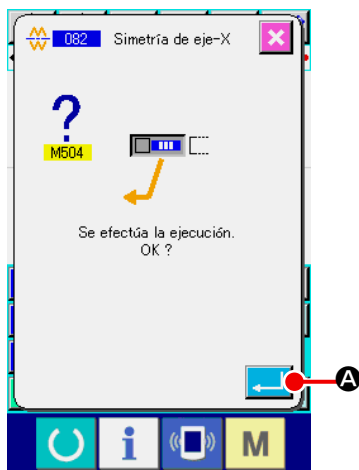 082 Simetría de eje-X
?
M504
Se efectúa la ejecución.
OK ?
A
i
M